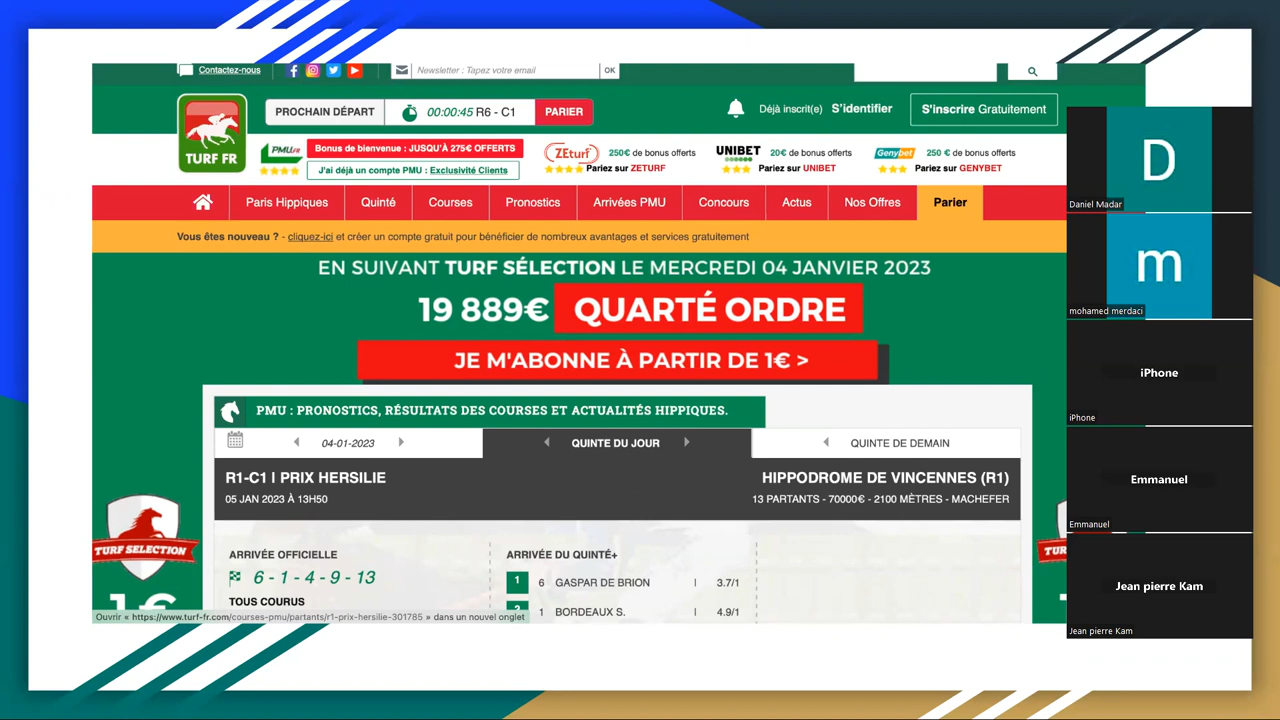 Contactez-nous
Newsletter : Tapez votre email
OK
PROCHAIN DÉPART
00:00:45 R6 - C1
PARIER
Déjà inscrit(e) S'identifier
S'inscrire Gratuitement
TURF FR
PMU.FR
Bonus de bienvenue : JUSQU'À 275€ OFFERTS
J'ai déjà un compte PMU : Exclusivité Clients
ZEturf
250€ de bonus offerts
Pariez sur ZETURF
UNIBET
20€ de bonus offerts
Pariez sur UNIBET
Genybet
250 € de bonus offerts
Pariez sur GENYBET
Paris Hippiques
Quinté
Courses
Pronostics
Arrivées PMU
Concours
Actus
Nos Offres
Parier
Vous êtes nouveau ? - cliquez-ici et créer un compte gratuit pour bénéficier de nombreux avantages et services gratuitement
EN SUIVANT TURF SÉLECTION LE MERCREDI 04 JANVIER 2023
19 889€ QUARTÉ ORDRE
JE M'ABONNE À PARTIR DE 1€ >
PMU : PRONOSTICS, RÉSULTATS DES COURSES ET ACTUALITÉS HIPPIQUES.
04-01-2023
QUINTE DU JOUR
QUINTE DE DEMAIN
R1-C1 | PRIX HERSILIE
HIPPODROME DE VINCENNES (R1)
05 JAN 2023 À 13H50
13 PARTANTS - 70000€ - 2100 MÈTRES - MACHEFER
TURF SELECTION
1€
ARRIVÉE OFFICIELLE
6 - 1 - 4 - 9 - 13
TOUS COURUS
ARRIVÉE DU QUINTÉ+
1 6 GASPAR DE BRION | 3.7/1
2 1 BORDEAUX S. | 4.9/1
Ouvrir « https://www.turf-fr.com/courses-pmu/partants/r1-prix-hersilie-301785 » dans un nouvel onglet
D
Daniel Madar
m
mohamed merdaci
iPhone
iPhone
Emmanuel
Emmanuel
Jean pierre Kam
Jean pierre Kam